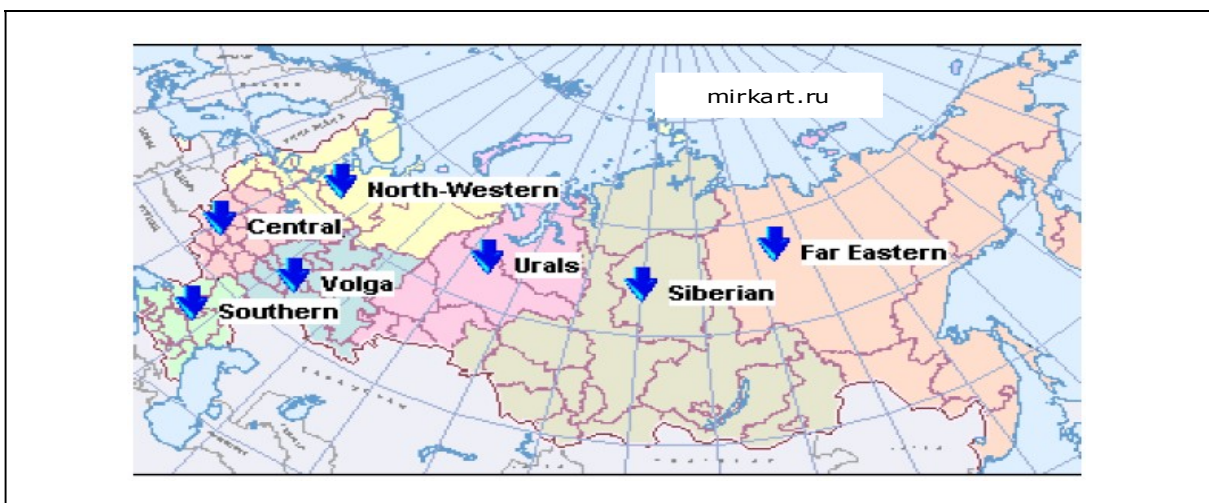 mirkart.ru
North-Western
Central
Urals
Far Eastern
Volga
Siberian
Southern